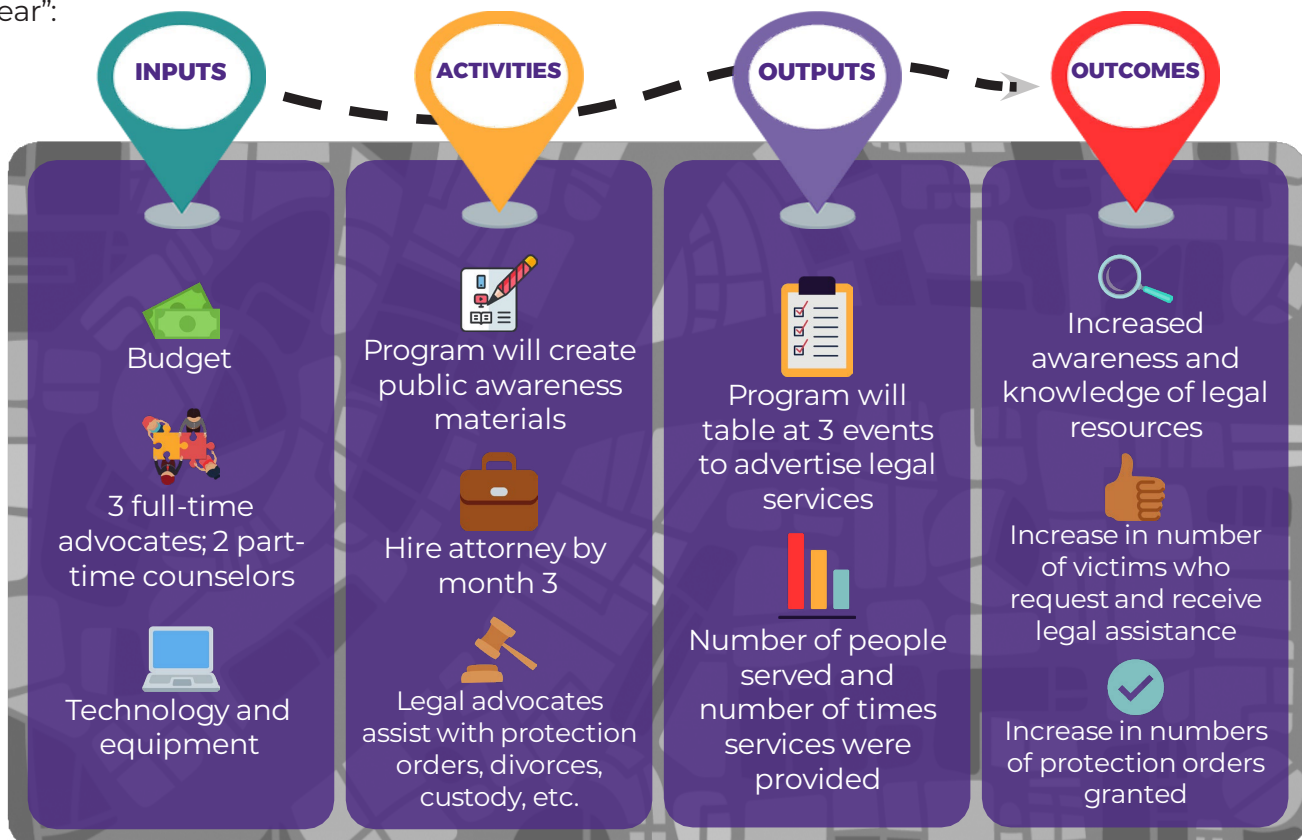 ear”:
INPUTS
ACTIVITIES
OUTPUTS
OUTCOMES
Budget
3 full-time
advocates; 2 part-
time counselors
Technology and
equipment
Program will create
public awareness
materials
Hire attorney by
month 3
Legal advocates
assist with protection
orders, divorces,
custody, etc.
Program will
table at 3 events
to advertise legal
services
Number of people
served and
number of times
services were
provided
Increased
awareness and
knowledge of legal
resources
Increase in number
of victims who
request and receive
legal assistance
Increase in numbers
of protection orders
granted